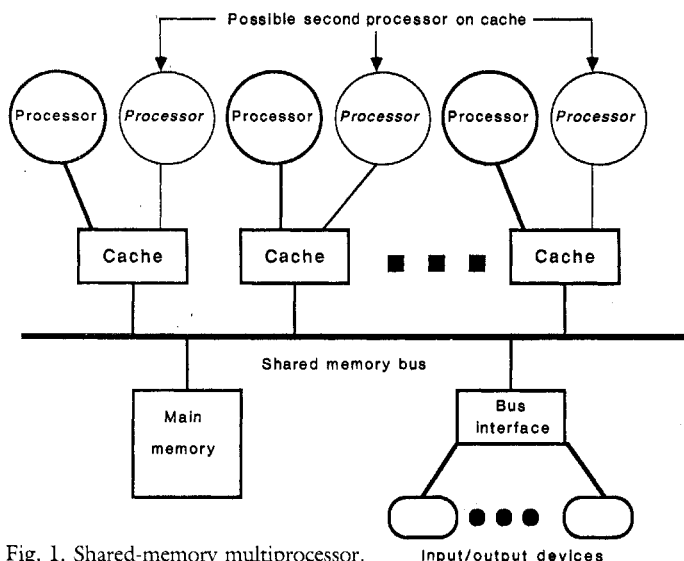 Possible second processor on cache
Processor Processor Processor Processor Processor Processor
Cache Cache Cache
Shared memory bus
Main
memory
Bus
interface
Fig. 1. Shared-memory multiprocessor.
Input/output devices